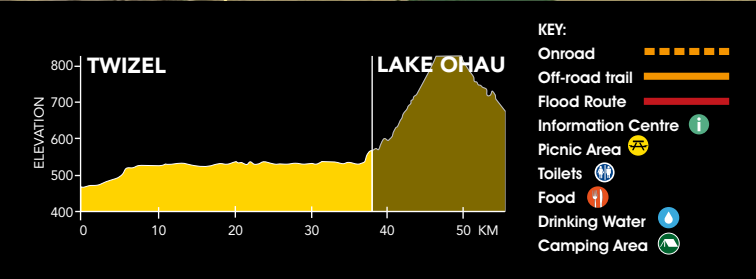 TWIZEL
LAKE OHAU
ELEVATION
800
700
600
500
400
0 10 20 30 40 50 KM
KEY:
Onroad
Off-road trail
Flood Route
Information Centre i
Picnic Area
Toilets
Food
Drinking Water
Camping Area